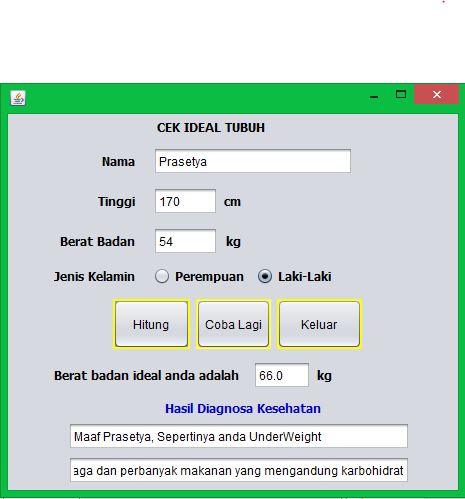 CEK IDEAL TUBUH
Nama Prasetya
Tinggi 170 cm
Berat Badan 54 kg
Jenis Kelamin Perempuan Laki-Laki
Hitung Coba Lagi Keluar
Berat badan ideal anda adalah 66.0 kg
Hasil Diagnosa Kesehatan
Maaf Prasetya, Sepertinya anda UnderWeight
aga dan perbanyak makanan yang mengandung karbohidrat